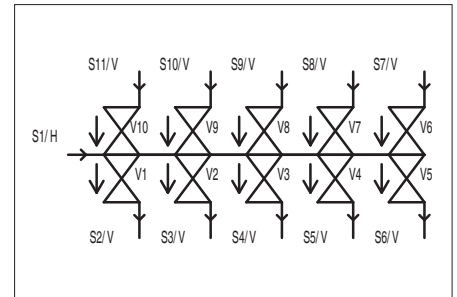 S11/V S10/V S9/V S8/V S7/V
V10 V9 V8 V7 V6
S1/H
V1 V2 V3 V4 V5
S2/V S3/V S4/V S5/V S6/V